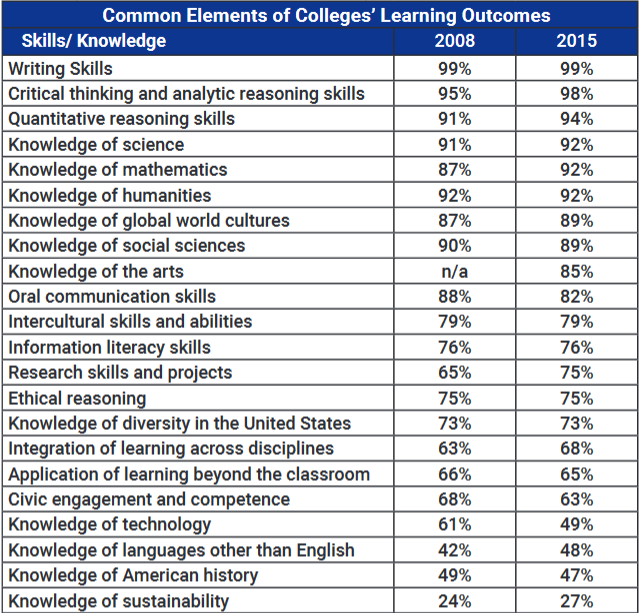 Common Elements of Colleges’ Learning Outcomes
Skills/ Knowledge 2008 2015
Writing Skills 99% 99%
Critical thinking and analytic reasoning skills 95% 98%
Quantitative reasoning skills 91% 94%
Knowledge of science 91% 92%
Knowledge of mathematics 87% 92%
Knowledge of humanities 92% 92%
Knowledge of global world cultures 87% 89%
Knowledge of social sciences 90% 89%
Knowledge of the arts n/a 85%
Oral communication skills 88% 82%
Intercultural skills and abilities 79% 79%
Information literacy skills 76% 76%
Research skills and projects 65% 75%
Ethical reasoning 75% 75%
Knowledge of diversity in the United States 73% 73%
Integration of learning across disciplines 63% 68%
Application of learning beyond the classroom 66% 65%
Civic engagement and competence 68% 63%
Knowledge of technology 61% 49%
Knowledge of languages other than English 42% 48%
Knowledge of American history 49% 47%
Knowledge of sustainability 24% 27%